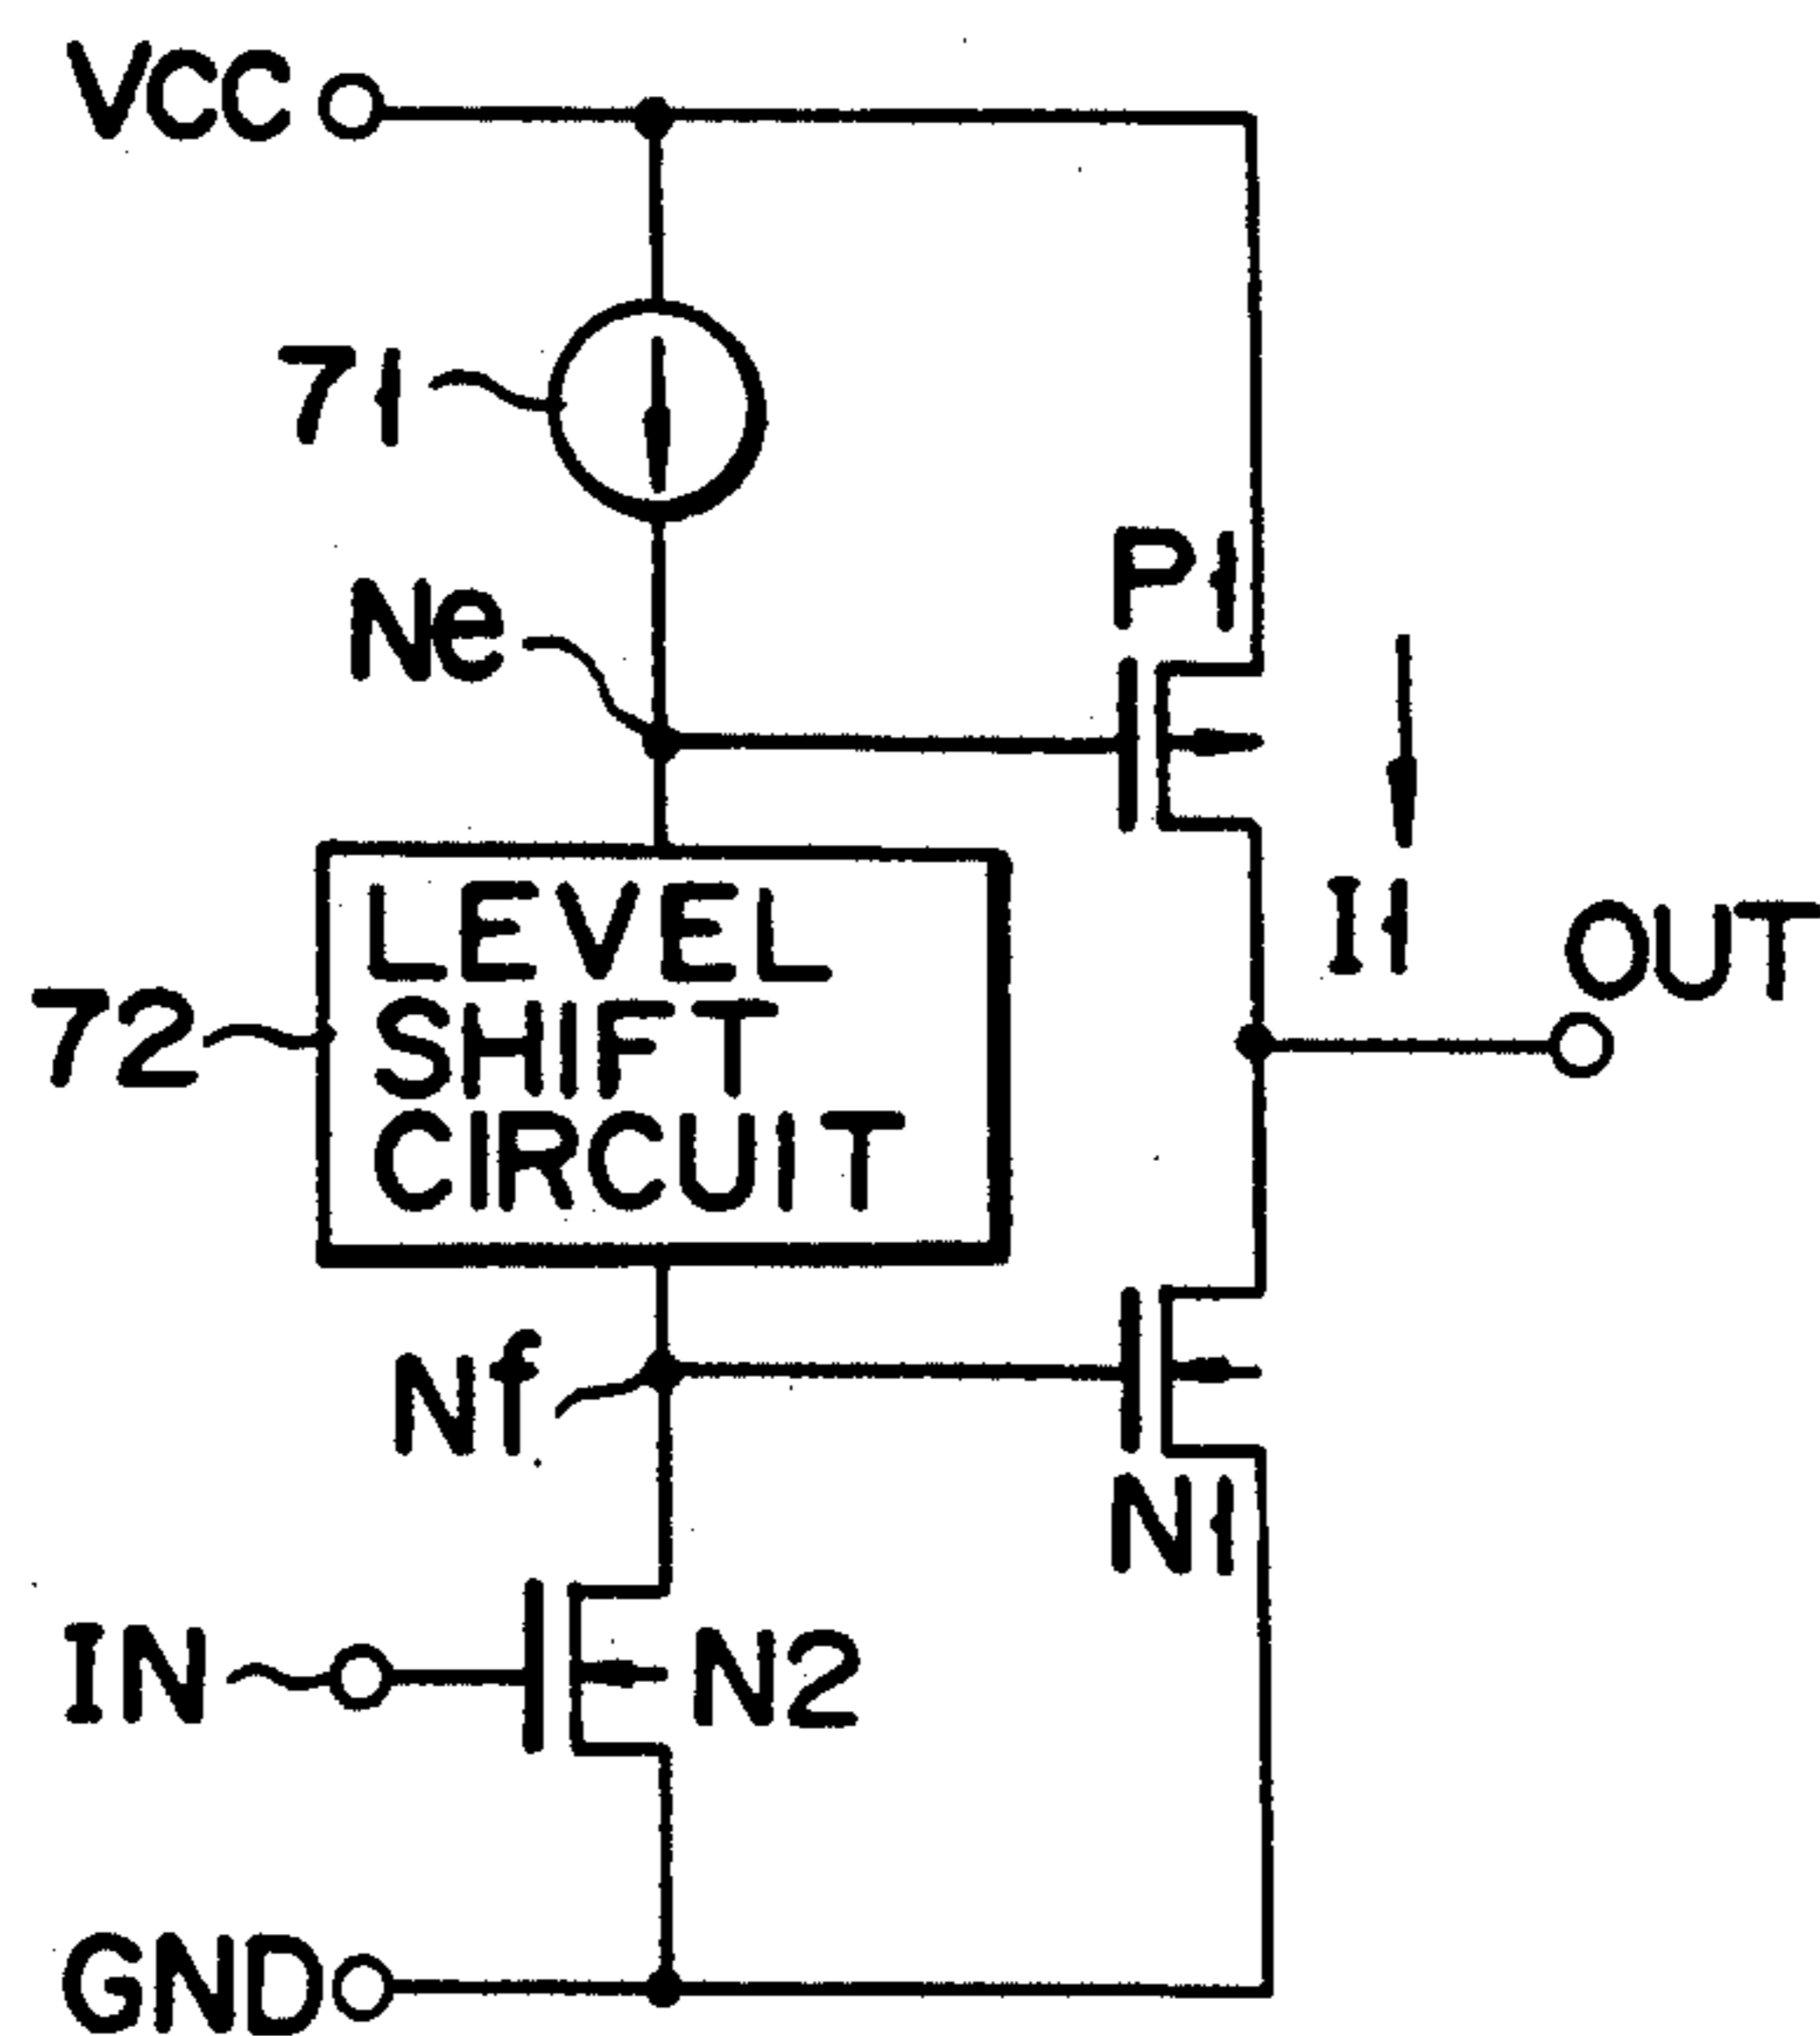 VCC
71
P1
Ne
LEVEL
SHIFT
CIRCUIT
72
I1
OUT
Nf
N1
IN
N2
GND